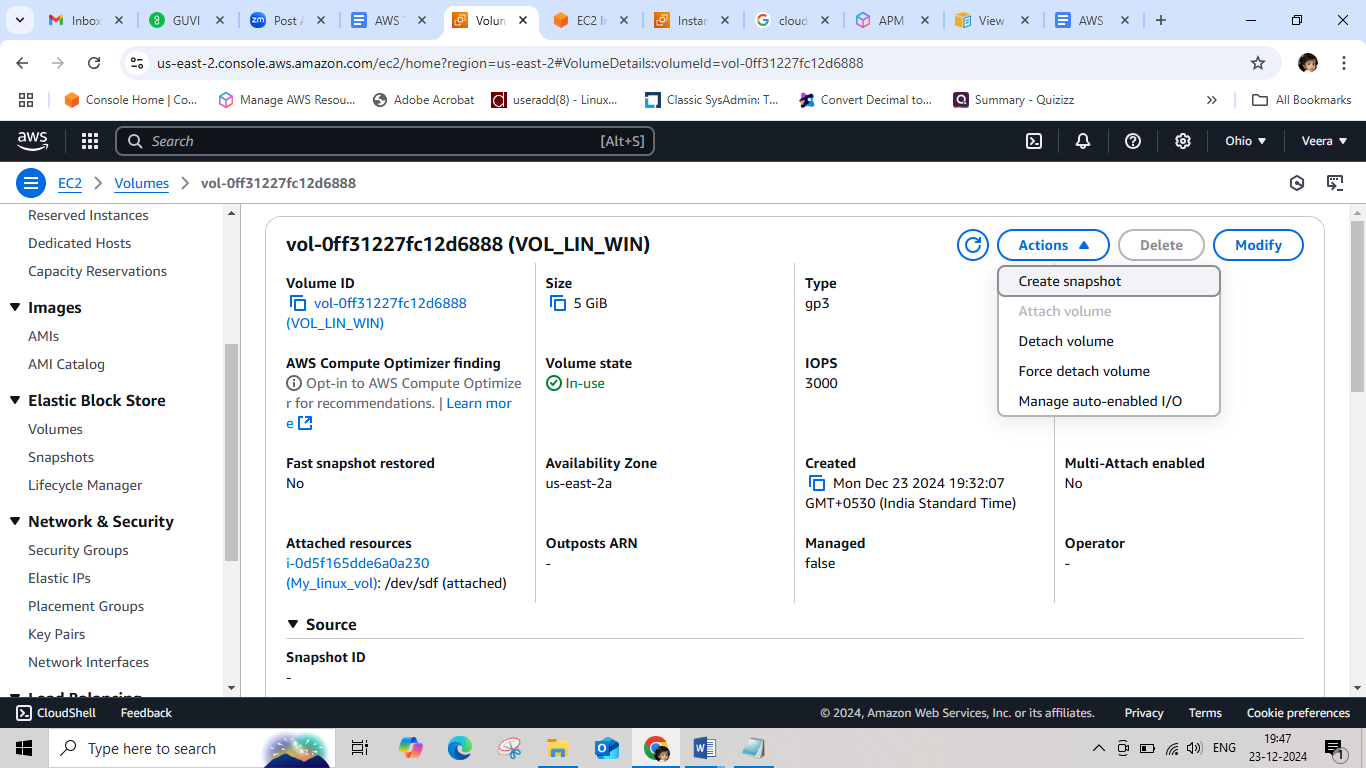 Inbox
GUVI
Post A
AWS
Volun
EC2 In
Instan
cloud
APM
View
AWS
us-east-2.console.aws.amazon.com/ec2/home?region=us-east-2#VolumeDetails:volumeId=vol-0ff31227fc12d6888
Console Home | Co...
Manage AWS Resou...
Adobe Acrobat
useradd(8) - Linux...
Classic SysAdmin: T...
Convert Decimal to...
Summary - Quizizz
All Bookmarks
aws
Search
[Alt+S]
Ohio
Veera
EC2
Volumes
vol-0ff31227fc12d6888
Reserved Instances
Dedicated Hosts
Capacity Reservations
Images
AMIs
AMI Catalog
Elastic Block Store
Volumes
Snapshots
Lifecycle Manager
Network & Security
Security Groups
Elastic IPs
Placement Groups
Key Pairs
Network Interfaces
Load Balancing
vol-0ff31227fc12d6888 (VOL_LIN_WIN)
Actions
Delete
Modify
Create snapshot
Attach volume
Detach volume
Force detach volume
Manage auto-enabled I/O
Volume ID
vol-0ff31227fc12d6888
(VOL_LIN_WIN)
Size
5 GiB
Type
gp3
AWS Compute Optimizer finding
Opt-in to AWS Compute Optimize
r for recommendations. | Learn mor
e
Volume state
In-use
IOPS
3000
Fast snapshot restored
No
Availability Zone
us-east-2a
Created
Mon Dec 23 2024 19:32:07
GMT+0530 (India Standard Time)
Multi-Attach enabled
No
Attached resources
i-0d5f165dde6a0a230
(My_linux_vol): /dev/sdf (attached)
Outposts ARN
-
Managed
false
Operator
-
Source
Snapshot ID
-
CloudShell
Feedback
© 2024, Amazon Web Services, Inc. or its affiliates.
Privacy
Terms
Cookie preferences
Type here to search
ENG
19:47
23-12-2024
1